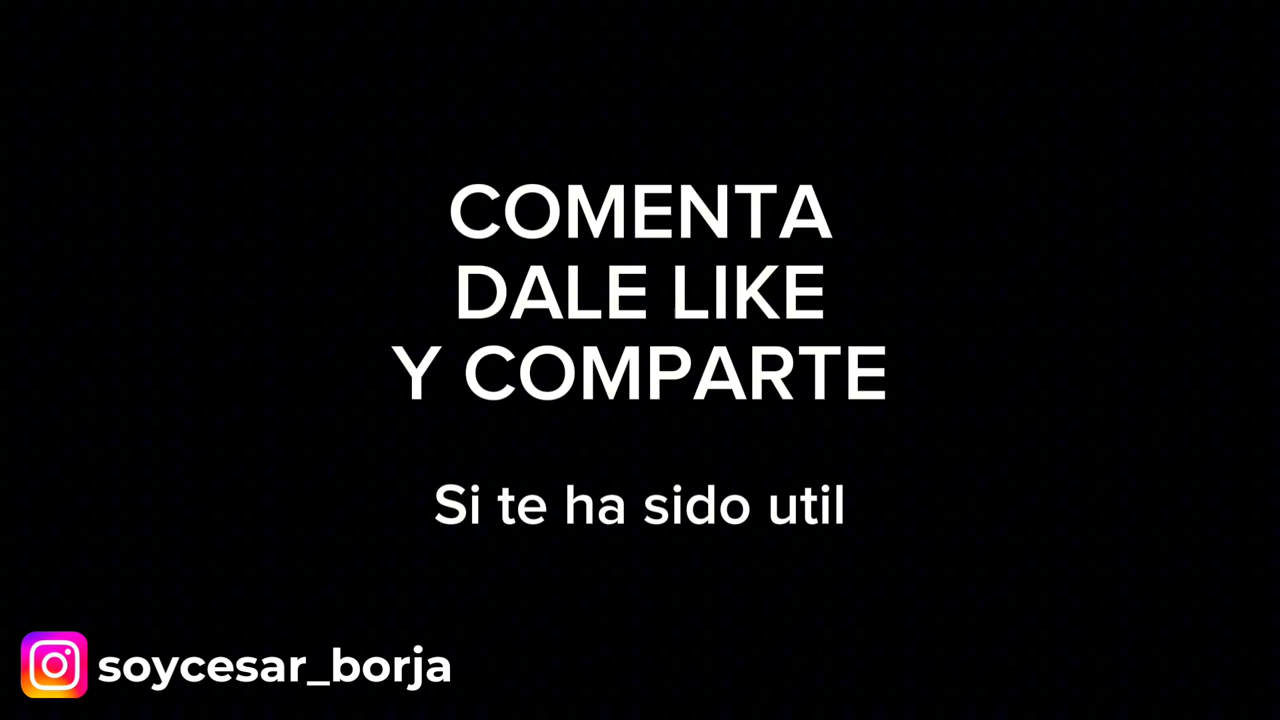 COMENTA
DALE LIKE
Y COMPARTE
Si te ha sido util
soycesar_borja